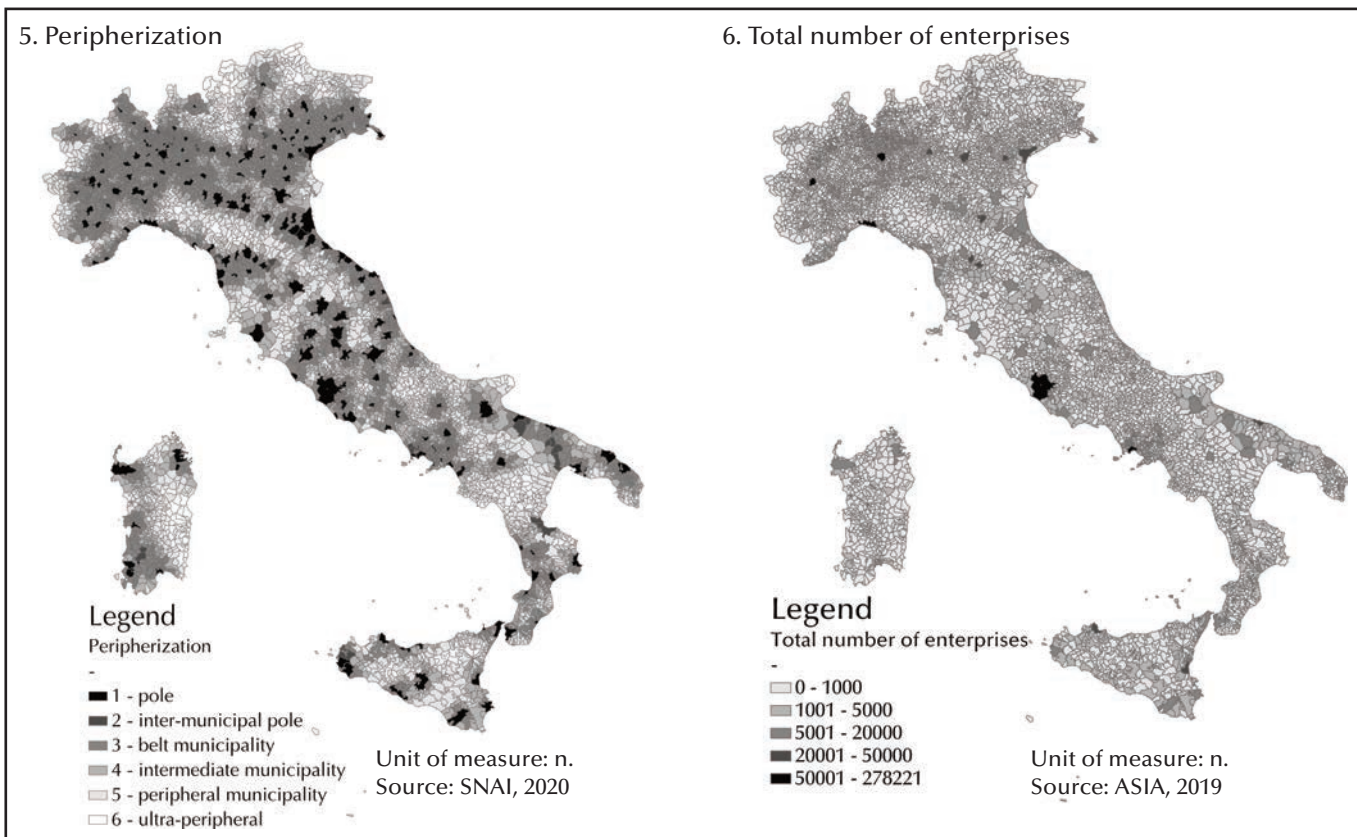 5. Peripherization
6. Total number of enterprises
Legend
Peripherization
-
1 - pole
2 - inter-municipal pole
3 - belt municipality
4 - intermediate municipality
5 - peripheral municipality
6 - ultra-peripheral
Unit of measure: n.
Source: SNAI, 2020
Legend
Total number of enterprises
-
0 - 1000
1001 - 5000
5001 - 20000
20001 - 50000
50001 - 278221
Unit of measure: n.
Source: ASIA, 2019